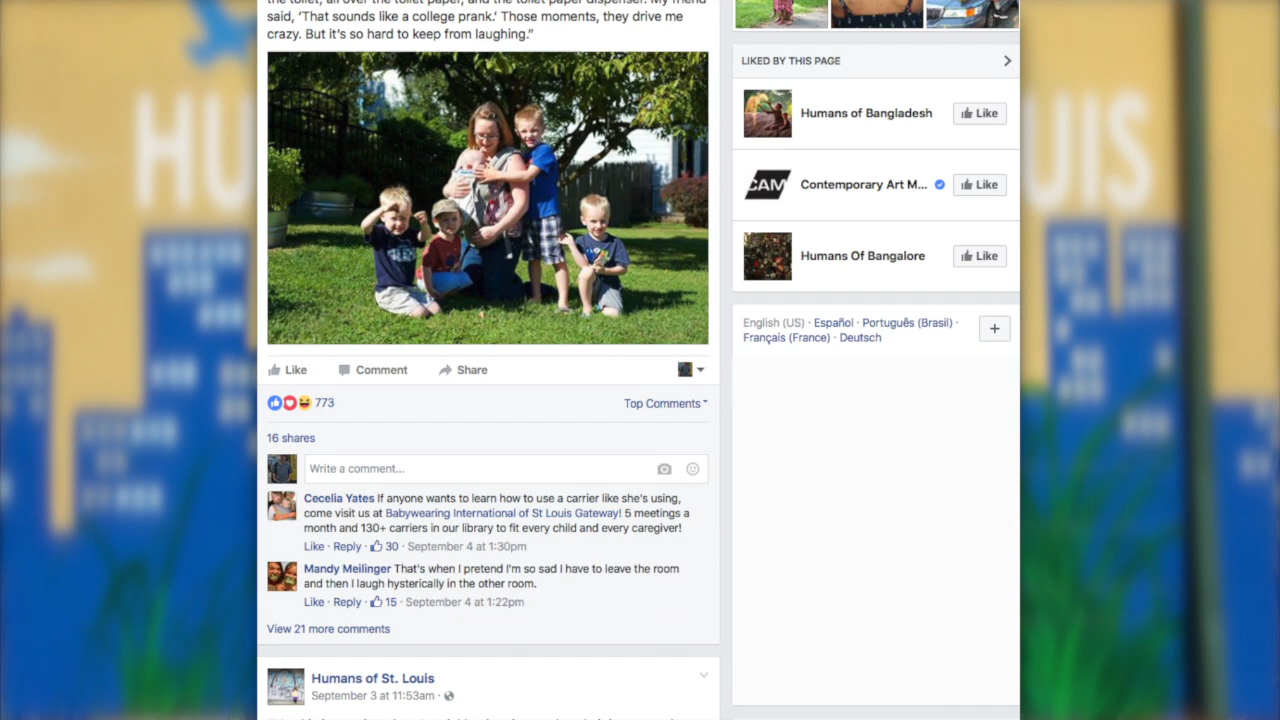 the toilet, all over the toilet paper, and the toilet paper dispenser. My friend
said, ‘That sounds like a college prank.’ Those moments, they drive me
crazy. But it’s so hard to keep from laughing.”
Like Comment Share
773
Top Comments
16 shares
Write a comment...
Cecelia Yates If anyone wants to learn how to use a carrier like she's using,
come visit us at Babywearing International of St Louis Gateway! 5 meetings a
month and 130+ carriers in our library to fit every child and every caregiver!
Like · Reply · 30 · September 4 at 1:30pm
Mandy Meilinger That's when I pretend I'm so sad I have to leave the room
and then I laugh hysterically in the other room.
Like · Reply · 15 · September 4 at 1:22pm
View 21 more comments
Humans of St. Louis
September 3 at 11:53am ·
LIKED BY THIS PAGE
Humans of Bangladesh
Like
CAM
Contemporary Art M...
Like
Humans Of Bangalore
Like
English (US) · Español · Português (Brasil) ·
Français (France) · Deutsch
+
HU
UIS